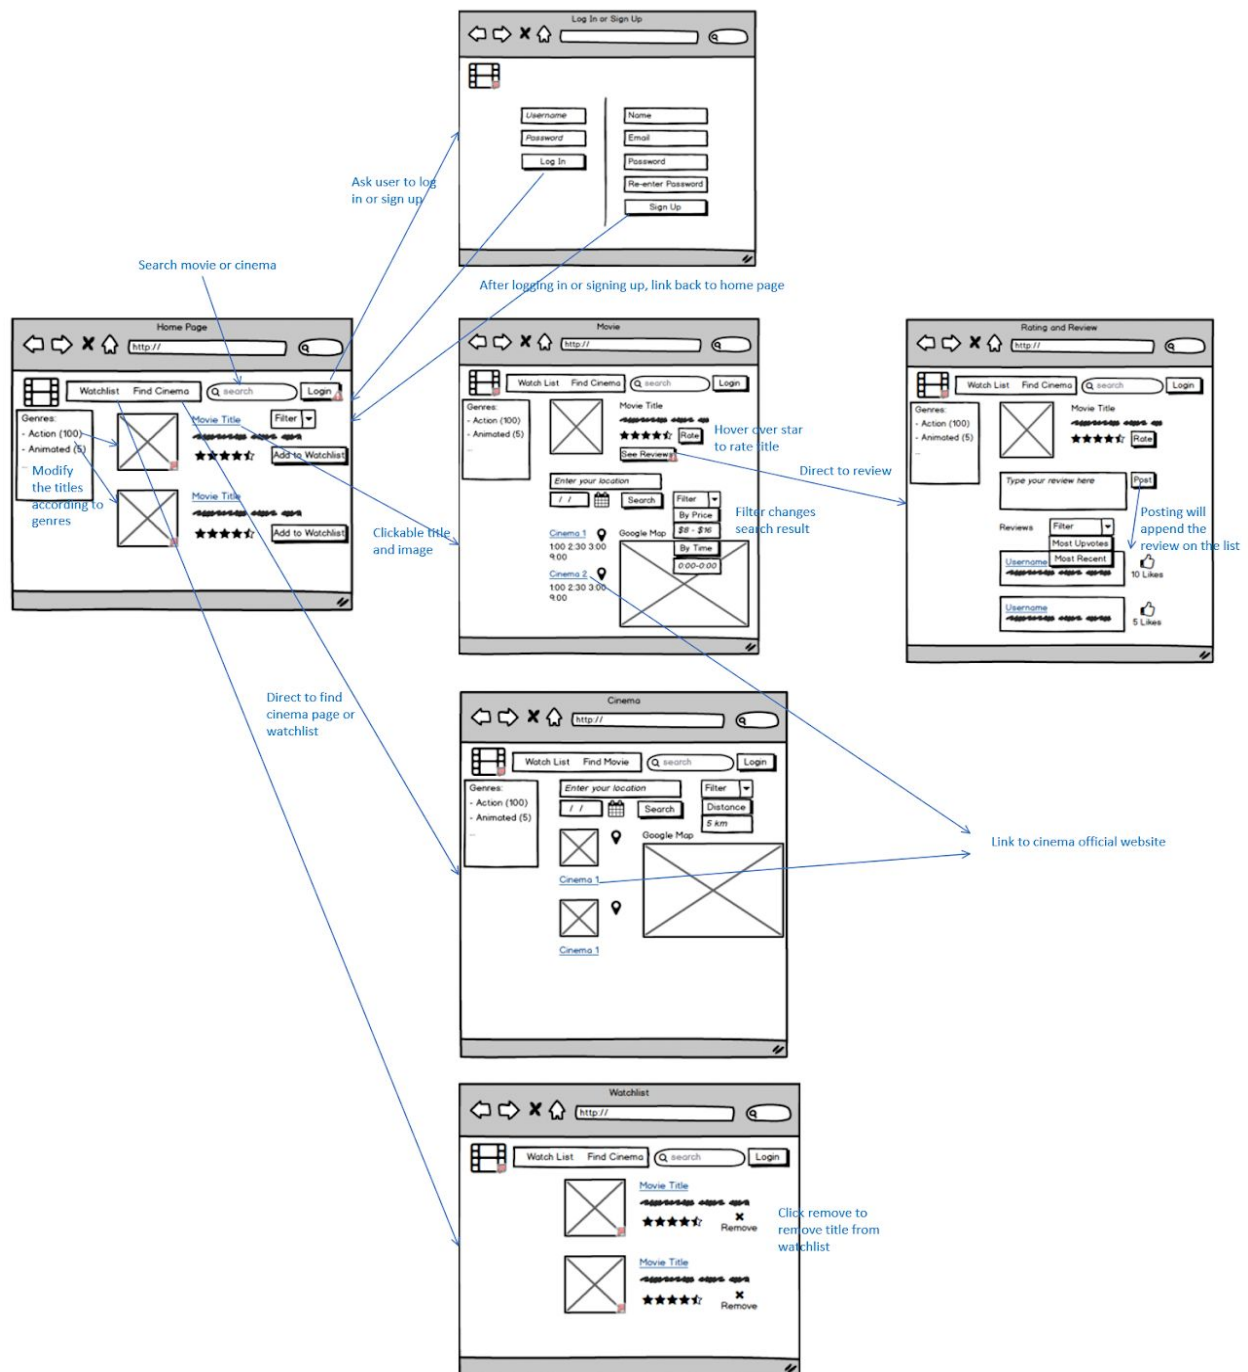 Log In or Sign Up
Username
Password
Log In
Name
Email
Password
Re-enter Password
Sign Up
Ask user to log
in or sign up
Search movie or cinema
After logging in or signing up, link back to home page
Home Page
http://
Watchlist Find Cinema search Login
Genres:
- Action (100)
- Animated (5)
...
Modify
the titles
according to
genres
Movie Title
Filter
Add to Watchlist
Movie Title
Add to Watchlist
Clickable title
and image
Movie
http://
Watch List Find Cinema search Login
Genres:
- Action (100)
- Animated (5)
...
Movie Title
Rate
See Reviews
Hover over star
to rate title
Enter your location
/ / Search
Filter
By Price
$8 - $16
By Time
0:00-0:00
Filter changes
search result
Cinema 1
1:00 2:30 3:00
9:00
Cinema 2
1:00 2:30 3:00
9:00
Google Map
Direct to review
Rating and Review
http://
Watch List Find Cinema search Login
Genres:
- Action (100)
- Animated (5)
...
Movie Title
Rate
Type your review here
Post
Posting will
append the
review on the list
Reviews
Filter
Most Upvotes
Most Recent
Username
10 Likes
Username
5 Likes
Direct to find
cinema page or
watchlist
Cinema
http://
Watch List Find Movie search Login
Genres:
- Action (100)
- Animated (5)
...
Enter your location
/ / Search
Filter
Distance
5 km
Google Map
Cinema 1
Cinema 1
Link to cinema official website
Watchlist
http://
Watch List Find Cinema search Login
Movie Title
Remove
Click remove to
remove title from
watchlist
Movie Title
Remove